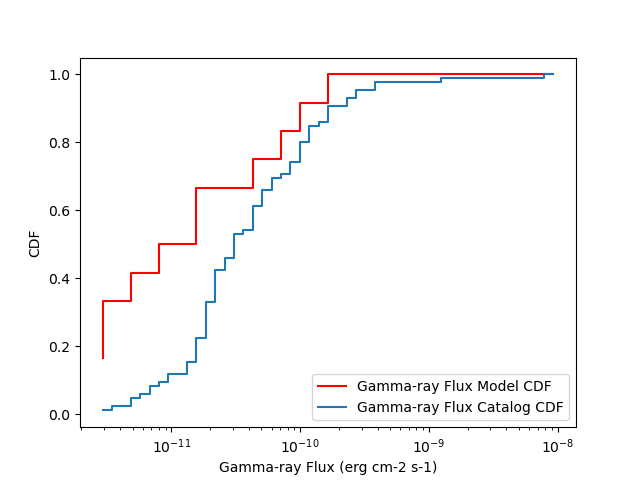 1.0
0.8
0.6
0.4
0.2
0.0
CDF
10⁻¹¹
10⁻¹⁰
10⁻⁹
10⁻⁸
Gamma-ray Flux (erg cm-2 s-1)
Gamma-ray Flux Model CDF
Gamma-ray Flux Catalog CDF